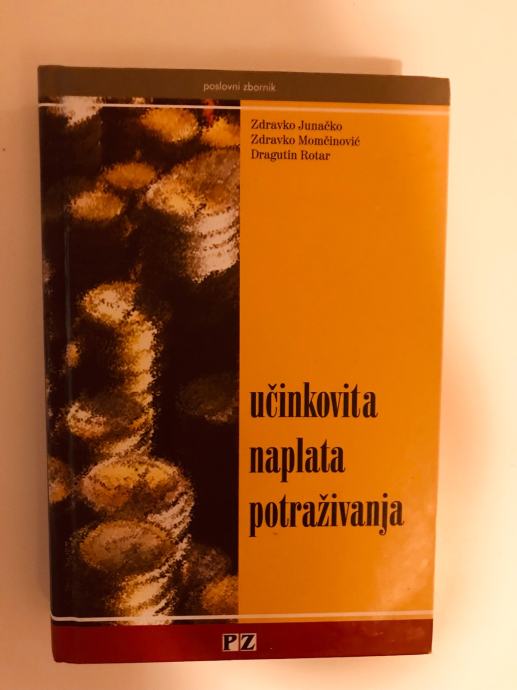 poslovni zbornik
Zdravko Junačko
Zdravko Momčinović
Dragutin Rotar
učinkovita
naplata
potraživanja
PZ